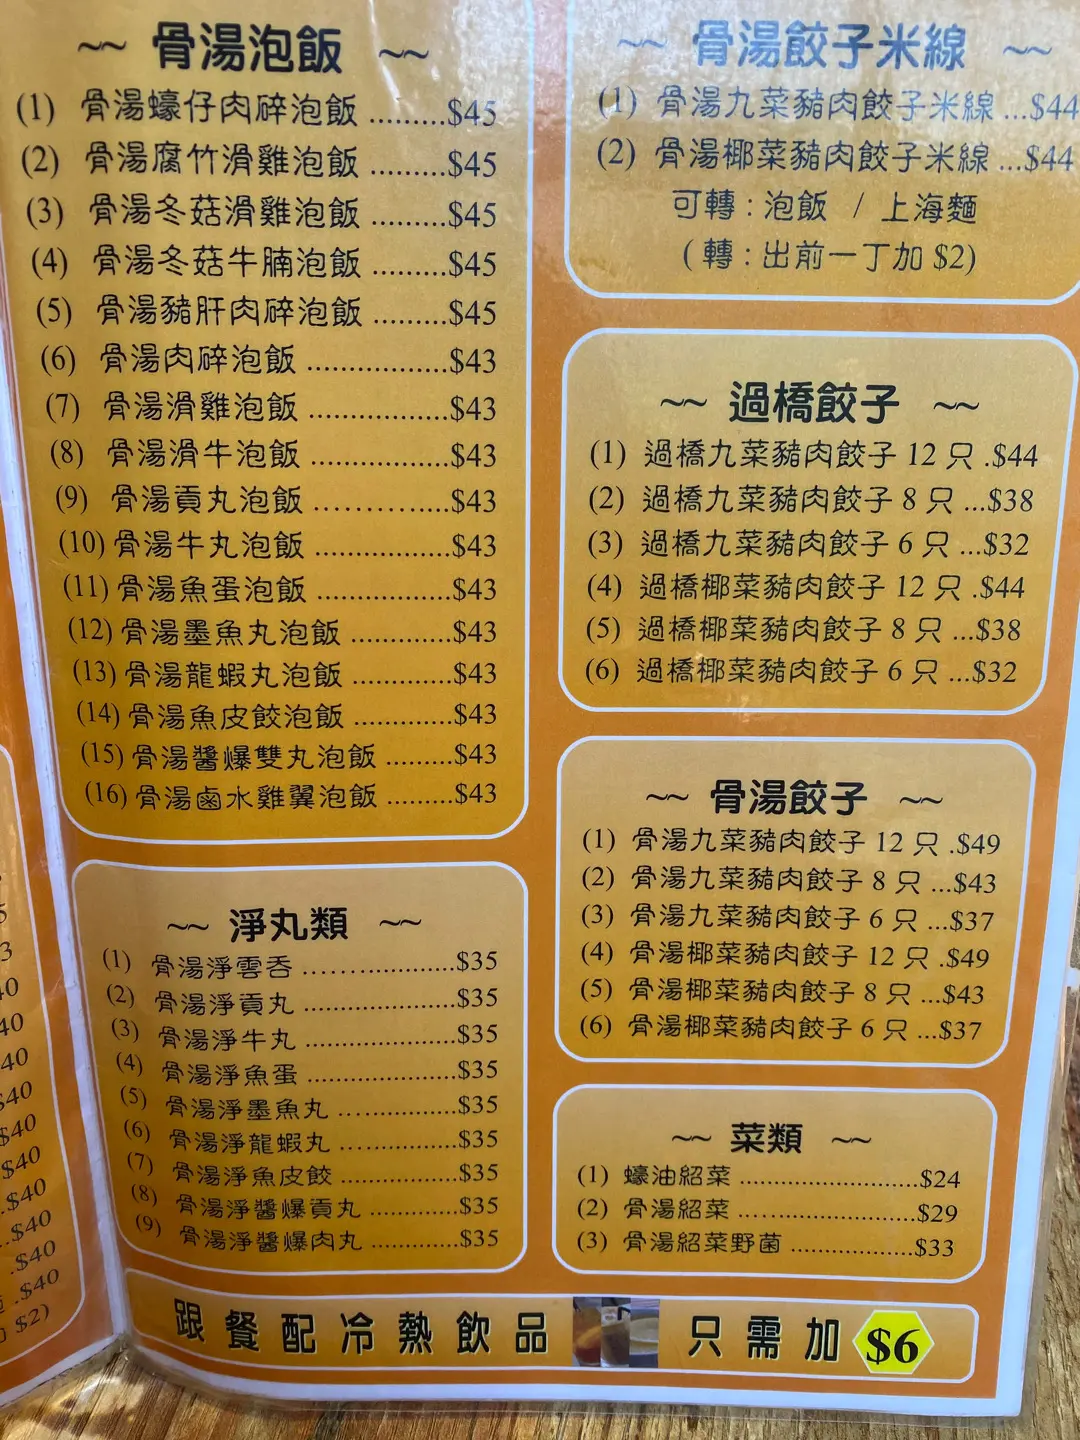 ~~ 骨湯泡飯 ~~
(1) 骨湯蠔仔肉碎泡飯 .........$45
(2) 骨湯腐竹滑雞泡飯 .........$45
(3) 骨湯冬菇滑雞泡飯 .........$45
(4) 骨湯冬菇牛腩泡飯 .........$45
(5) 骨湯豬肝肉碎泡飯 .........$45
(6) 骨湯肉碎泡飯 .................$43
(7) 骨湯滑雞泡飯 .................$43
(8) 骨湯滑牛泡飯 .................$43
(9) 骨湯貢丸泡飯 .................$43
(10) 骨湯牛丸泡飯 .................$43
(11) 骨湯魚蛋泡飯 .................$43
(12) 骨湯墨魚丸泡飯 .............$43
(13) 骨湯龍蝦丸泡飯 .............$43
(14) 骨湯魚皮餃泡飯 .............$43
(15) 骨湯醬爆雙丸泡飯 .........$43
(16) 骨湯鹵水雞翼泡飯 .........$43
~~ 淨丸類 ~~
(1) 骨湯淨雲吞 ....................$35
(2) 骨湯淨貢丸 ....................$35
(3) 骨湯淨牛丸 ....................$35
(4) 骨湯淨魚蛋 ....................$35
(5) 骨湯淨墨魚丸 ................$35
(6) 骨湯淨龍蝦丸 ................$35
(7) 骨湯淨魚皮餃 ................$35
(8) 骨湯淨醬爆貢丸 ............$35
(9) 骨湯淨醬爆肉丸 ............$35
~~ 骨湯餃子米線 ~~
(1) 骨湯九菜豬肉餃子米線 ...$44
(2) 骨湯椰菜豬肉餃子米線 ...$44
可轉 : 泡飯 / 上海麵
( 轉 : 出前一丁加 $2)
~~ 過橋餃子 ~~
(1) 過橋九菜豬肉餃子 12 只 .$44
(2) 過橋九菜豬肉餃子 8 只 ...$38
(3) 過橋九菜豬肉餃子 6 只 ...$32
(4) 過橋椰菜豬肉餃子 12 只 .$44
(5) 過橋椰菜豬肉餃子 8 只 ...$38
(6) 過橋椰菜豬肉餃子 6 只 ...$32
~~ 骨湯餃子 ~~
(1) 骨湯九菜豬肉餃子 12 只 .$49
(2) 骨湯九菜豬肉餃子 8 只 ...$43
(3) 骨湯九菜豬肉餃子 6 只 ...$37
(4) 骨湯椰菜豬肉餃子 12 只 .$49
(5) 骨湯椰菜豬肉餃子 8 只 ...$43
(6) 骨湯椰菜豬肉餃子 6 只 ...$37
~~ 菜類 ~~
(1) 蠔油紹菜 ..........................$24
(2) 骨湯紹菜 ..........................$29
(3) 骨湯紹菜野菌 ..................$33
跟餐配冷熱飲品 只需加 $6
$40
$40
$40
.$40
..$40
.$40
.$40
$2)